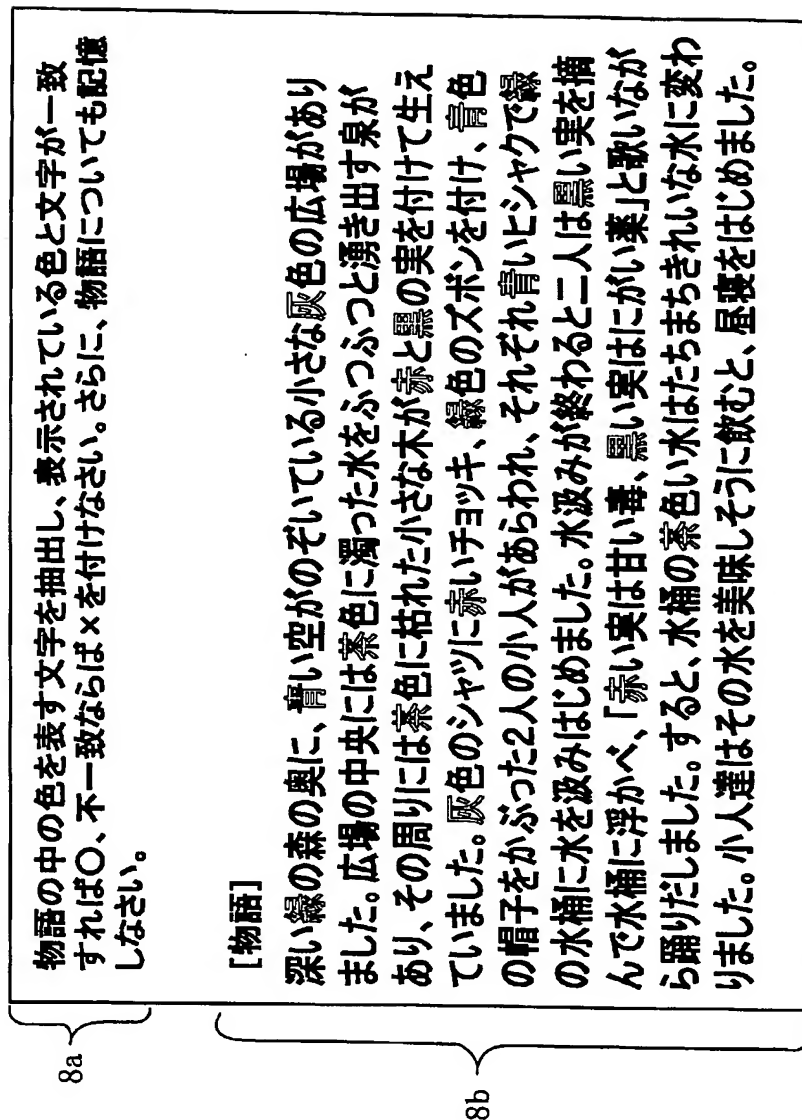 8a
物語の中の色を表す文字を抽出し、表示されている色と文字が一致
すれば〇、不一致ならば×を付けなさい。さらに、物語についても記憶
しなさい。
8b
[物語]
深い緑の森の奥に、青い空がのぞいている小さな灰色の広場があり
ました。広場の中央には茶色に濁った水をふつふつと湧き出す泉が
あり、その周りには茶色に枯れた小さな木が赤と黒の実を付けて生え
ていました。灰色のシャツに赤いチョッキ、緑色のズボンを付け、青色
の帽子をかぶった2人の小人があらわれ、それぞれ青いヒシャクで緑
の水桶に水を汲みはじめました。水汲みが終わると二人は黒い実を摘
んで水桶に浮かべ、「赤い実は甘い毒、黒い実はにがい薬」と歌いなが
ら踊りだしました。すると、水桶の茶色い水はたちまちきれいな水に変わ
りました。小人達はその水を美味しそうに飲むと、昼寝をはじめました。